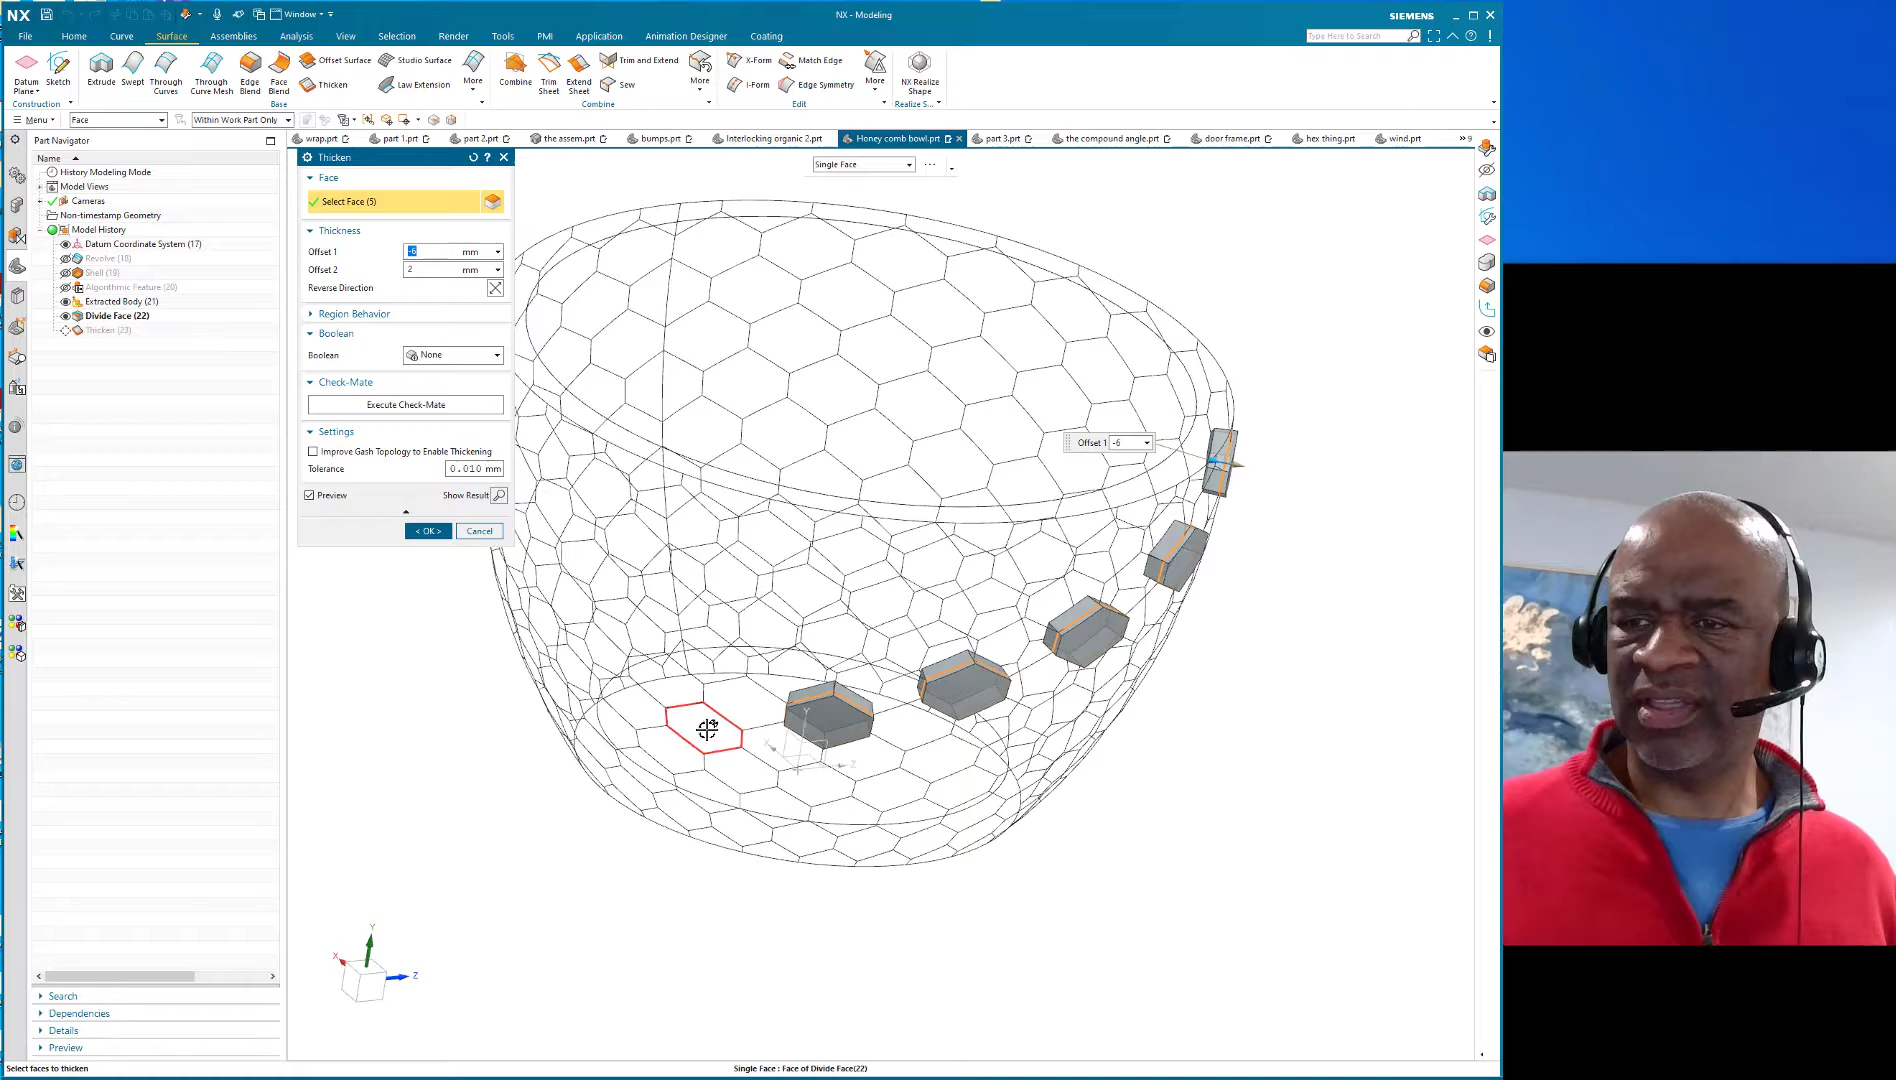 NX
Window
NX - Modeling
SIEMENS
File
Home
Curve
Surface
Assemblies
Analysis
View
Selection
Render
Tools
PMI
Application
Animation Designer
Coating
Type Here to Search
Datum Plane
Sketch
Extrude
Swept
Through Curves
Through Curve Mesh
Edge Blend
Face Blend
Offset Surface
Thicken
Studio Surface
Law Extension
More
Combine
Trim Sheet
Extend Sheet
Trim and Extend
Sew
More
X-Form
I-Form
Match Edge
Edge Symmetry
More
NX Realize Shape
Construction
Base
Combine
Edit
Realize S...
Menu
Face
Within Work Part Only
Part Navigator
wrap.prt
part 1.prt
part 2.prt
the assem.prt
bumps.prt
Interlocking organic 2.prt
Honey comb bowl.prt
part 3.prt
the compound angle.prt
door frame.prt
hex thing.prt
wind.prt
9
Name
History Modeling Mode
Model Views
Cameras
Non-timestamp Geometry
Model History
Datum Coordinate System (17)
Revolve (18)
Shell (19)
Algorithmic Feature (20)
Extracted Body (21)
Divide Face (22)
Thicken (23)
Thicken
Face
Select Face (5)
Thickness
Offset 1
-6
mm
Offset 2
2
mm
Reverse Direction
Region Behavior
Boolean
Boolean
None
Check-Mate
Execute Check-Mate
Settings
Improve Gash Topology to Enable Thickening
Tolerance
0.010 mm
Preview
Show Result
< OK >
Cancel
Single Face
Offset 1
-6
Y
X
Z
Y
X
Z
Search
Dependencies
Details
Preview
Select faces to thicken
Single Face : Face of Divide Face(22)